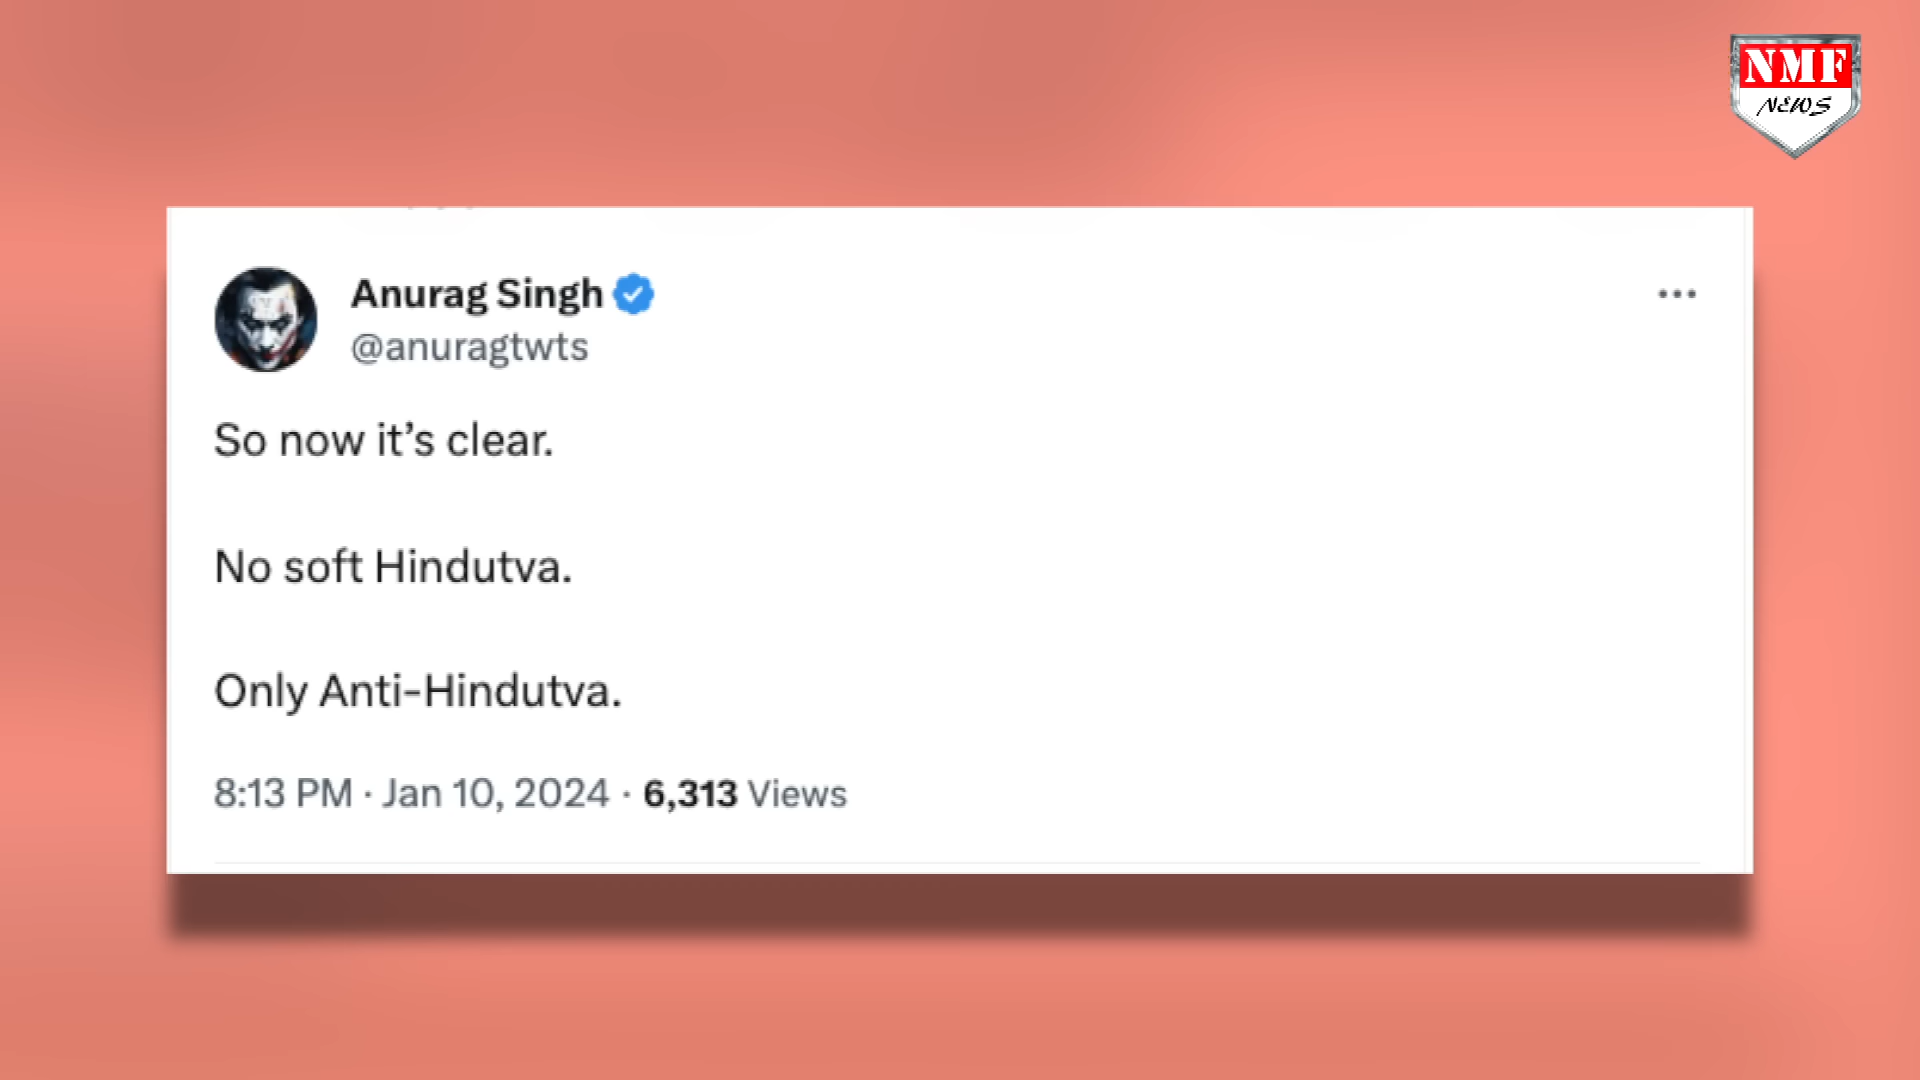 NMF
NEWS
Anurag Singh
@anuragtwts
So now it’s clear.
No soft Hindutva.
Only Anti-Hindutva.
8:13 PM · Jan 10, 2024 · 6,313 Views